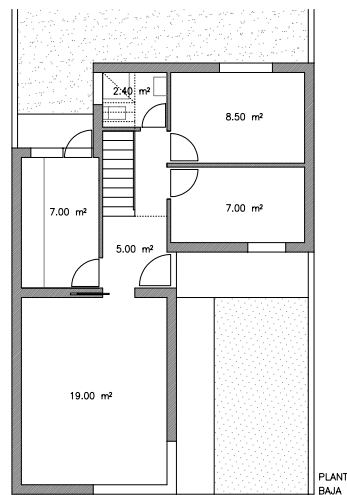 2.40 m²
8.50 m²
7.00 m²
7.00 m²
5.00 m²
19.00 m²
PLANT
BAJA